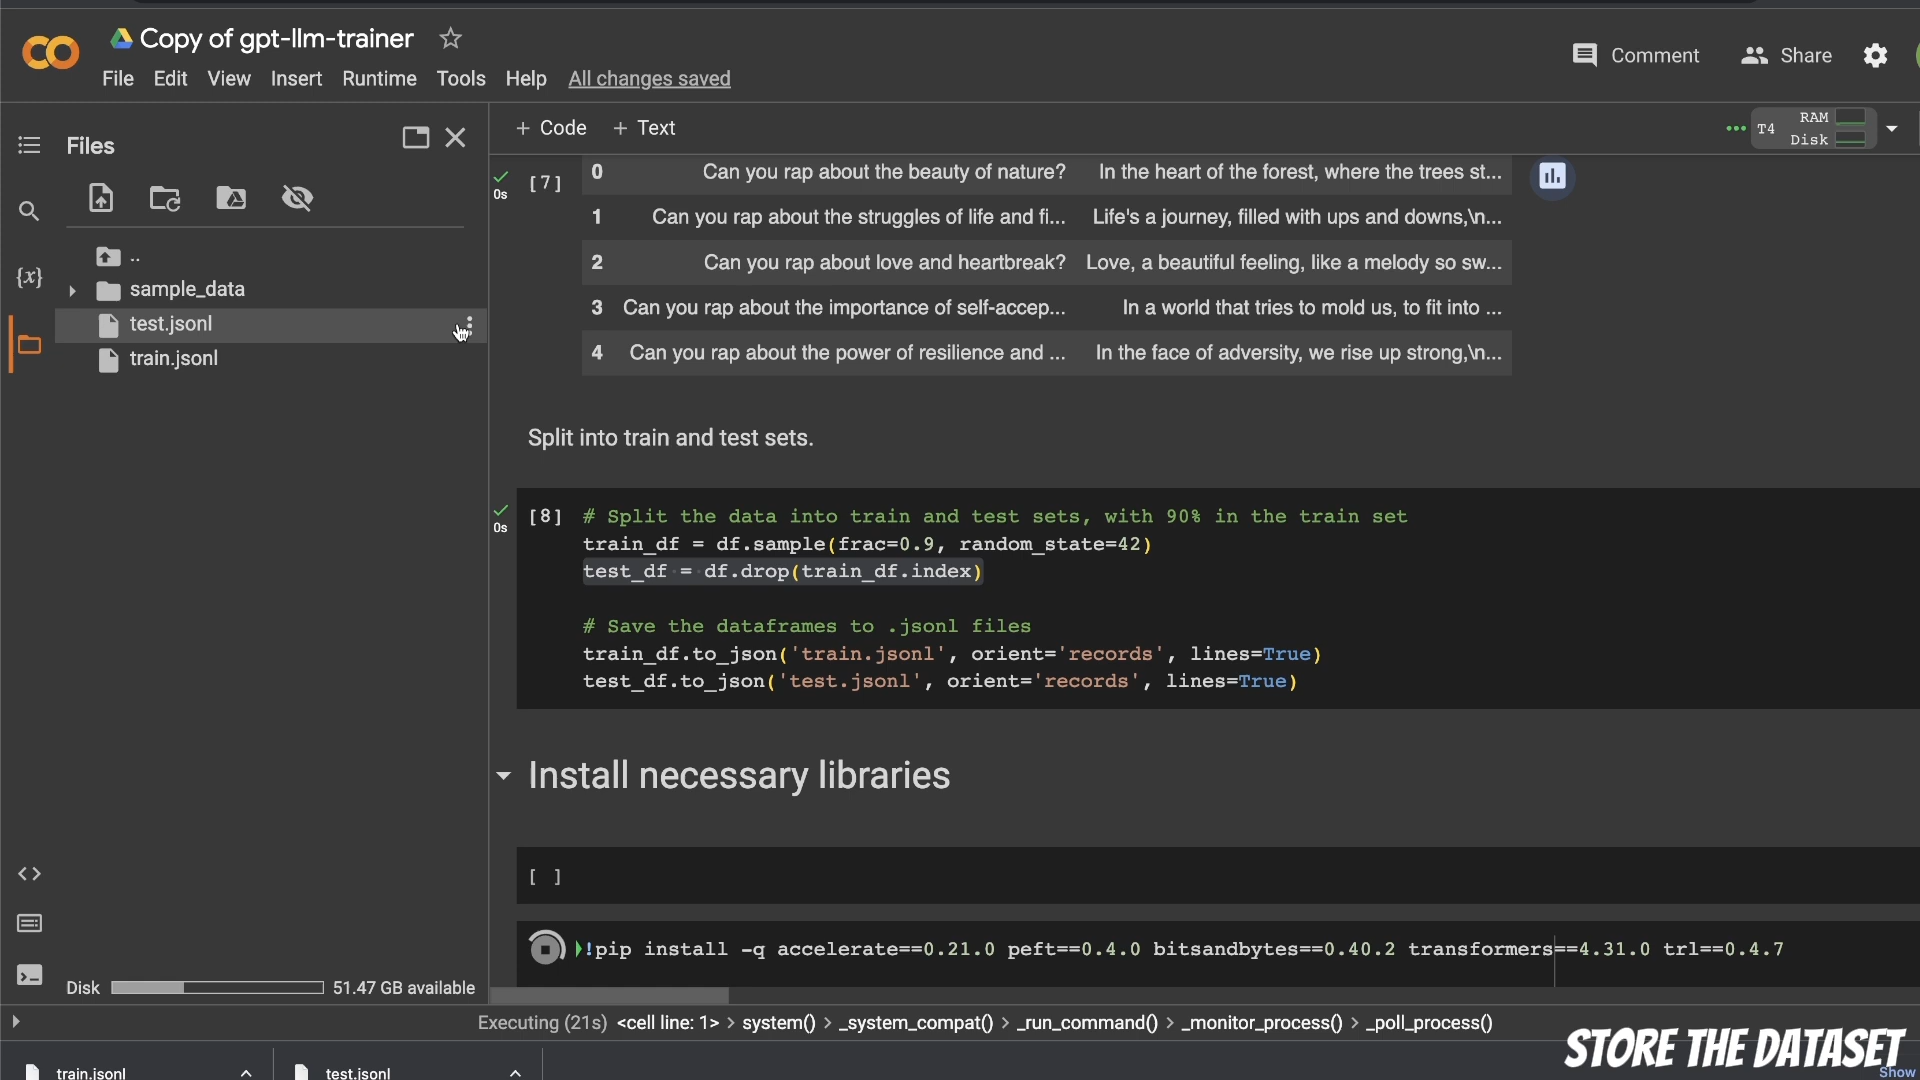 Copy of gpt-llm-trainer
File Edit View Insert Runtime Tools Help All changes saved
Comment Share
Files
+ Code + Text
T4 RAM
Disk
..
sample_data
test.jsonl
train.jsonl
{x}
0s [7] 0 Can you rap about the beauty of nature? In the heart of the forest, where the trees st...
1 Can you rap about the struggles of life and fi... Life's a journey, filled with ups and downs,\n...
2 Can you rap about love and heartbreak? Love, a beautiful feeling, like a melody so sw...
3 Can you rap about the importance of self-accep... In a world that tries to mold us, to fit into ...
4 Can you rap about the power of resilience and ... In the face of adversity, we rise up strong,\n...
Split into train and test sets.
0s [8] # Split the data into train and test sets, with 90% in the train set
train_df = df.sample(frac=0.9, random_state=42)
test_df = df.drop(train_df.index)
# Save the dataframes to .jsonl files
train_df.to_json('train.jsonl', orient='records', lines=True)
test_df.to_json('test.jsonl', orient='records', lines=True)
Install necessary libraries
[ ]
!pip install -q accelerate==0.21.0 peft==0.4.0 bitsandbytes==0.40.2 transformers==4.31.0 trl==0.4.7
Disk 51.47 GB available
Executing (21s) <cell line: 1> > system() > _system_compat() > _run_command() > _monitor_process() > _poll_process()
STORE THE DATASET
train.jsonl test.jsonl Show